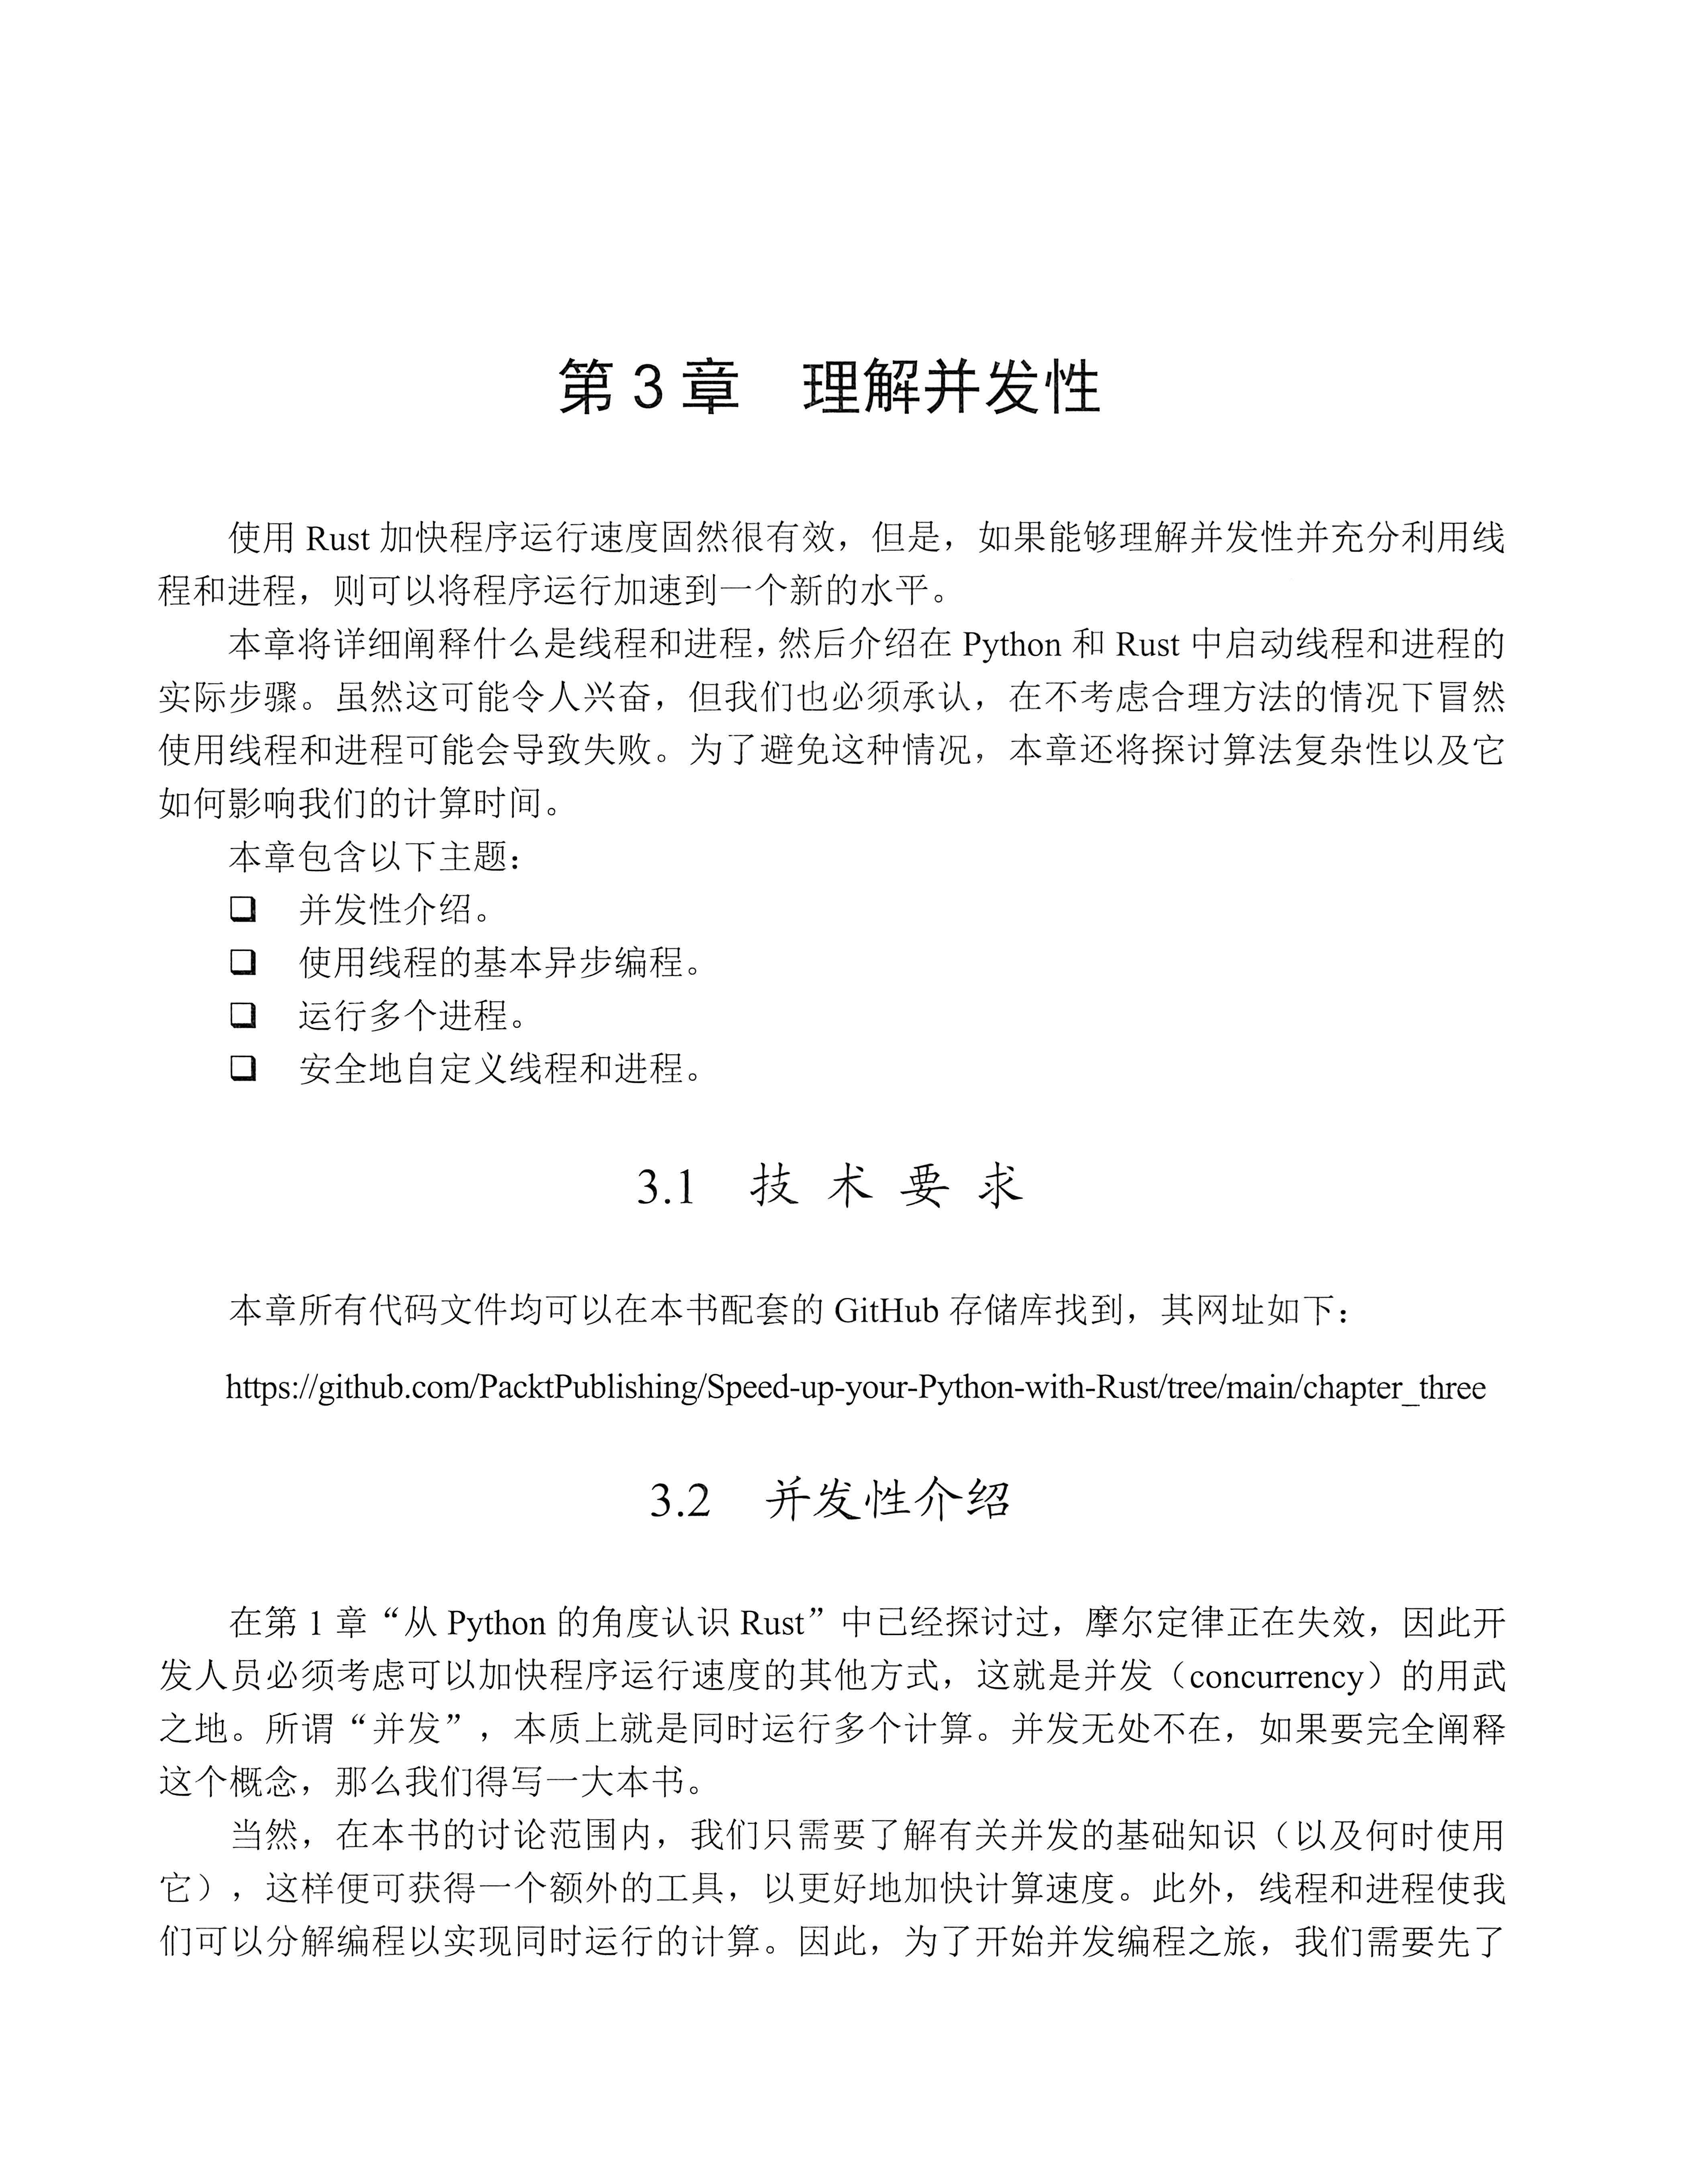 第3章　理解并发性
使用 Rust 加快程序运行速度固然很有效，但是，如果能够理解并发性并充分利用线
程和进程，则可以将程序运行加速到一个新的水平。
本章将详细阐释什么是线程和进程，然后介绍在 Python 和 Rust 中启动线程和进程的
实际步骤。虽然这可能令人兴奋，但我们也必须承认，在不考虑合理方法的情况下冒然
使用线程和进程可能会导致失败。为了避免这种情况，本章还将探讨算法复杂性以及它
如何影响我们的计算时间。
本章包含以下主题：
❑ 并发性介绍。
❑ 使用线程的基本异步编程。
❑ 运行多个进程。
❑ 安全地自定义线程和进程。
3.1　技 术 要 求
本章所有代码文件均可以在本书配套的 GitHub 存储库找到，其网址如下：
https://github.com/PacktPublishing/Speed-up-your-Python-with-Rust/tree/main/chapter_three
3.2　并发性介绍
在第 1 章“从 Python 的角度认识 Rust”中已经探讨过，摩尔定律正在失效，因此开
发人员必须考虑可以加快程序运行速度的其他方式，这就是并发（concurrency）的用武
之地。所谓“并发”，本质上就是同时运行多个计算。并发无处不在，如果要完全阐释
这个概念，那么我们得写一大本书。
当然，在本书的讨论范围内，我们只需要了解有关并发的基础知识（以及何时使用
它），这样便可获得一个额外的工具，以更好地加快计算速度。此外，线程和进程使我
们可以分解编程以实现同时运行的计算。因此，为了开始并发编程之旅，我们需要先了